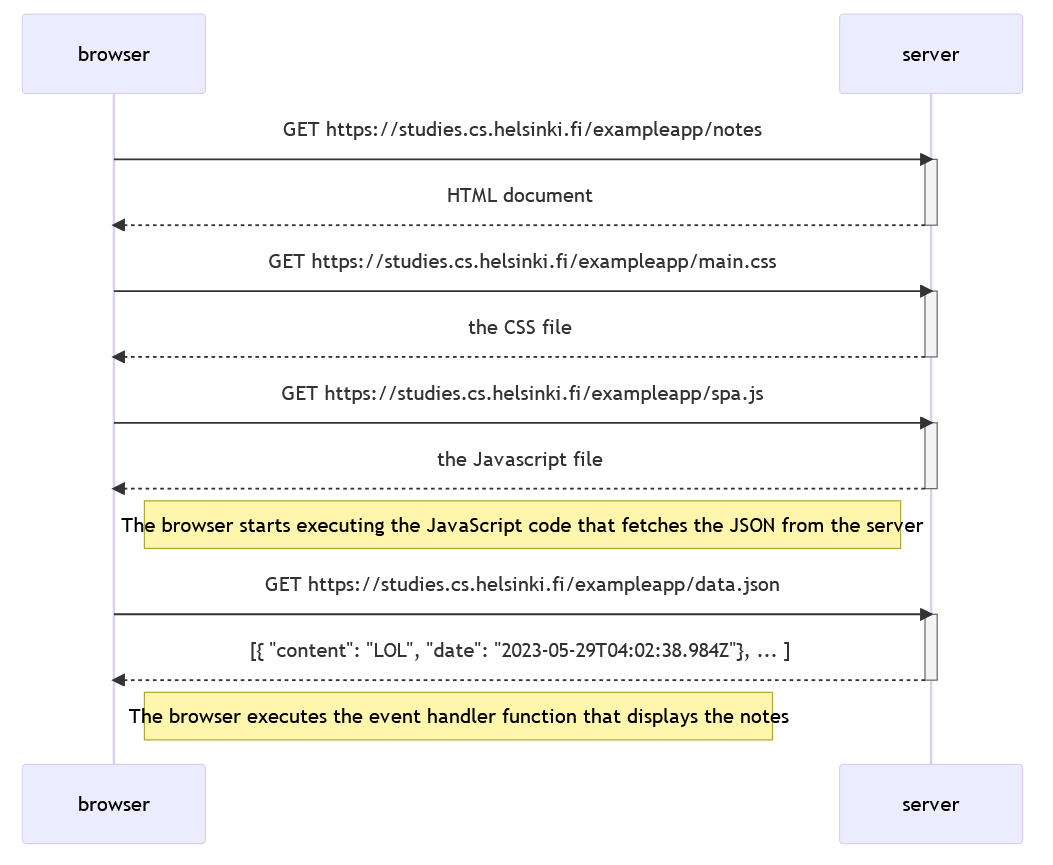 browser server
GET https://studies.cs.helsinki.fi/exampleapp/notes
HTML document
GET https://studies.cs.helsinki.fi/exampleapp/main.css
the CSS file
GET https://studies.cs.helsinki.fi/exampleapp/spa.js
the Javascript file
The browser starts executing the JavaScript code that fetches the JSON from the server
GET https://studies.cs.helsinki.fi/exampleapp/data.json
[{ "content": "LOL", "date": "2023-05-29T04:02:38.984Z"}, ... ]
The browser executes the event handler function that displays the notes
browser server